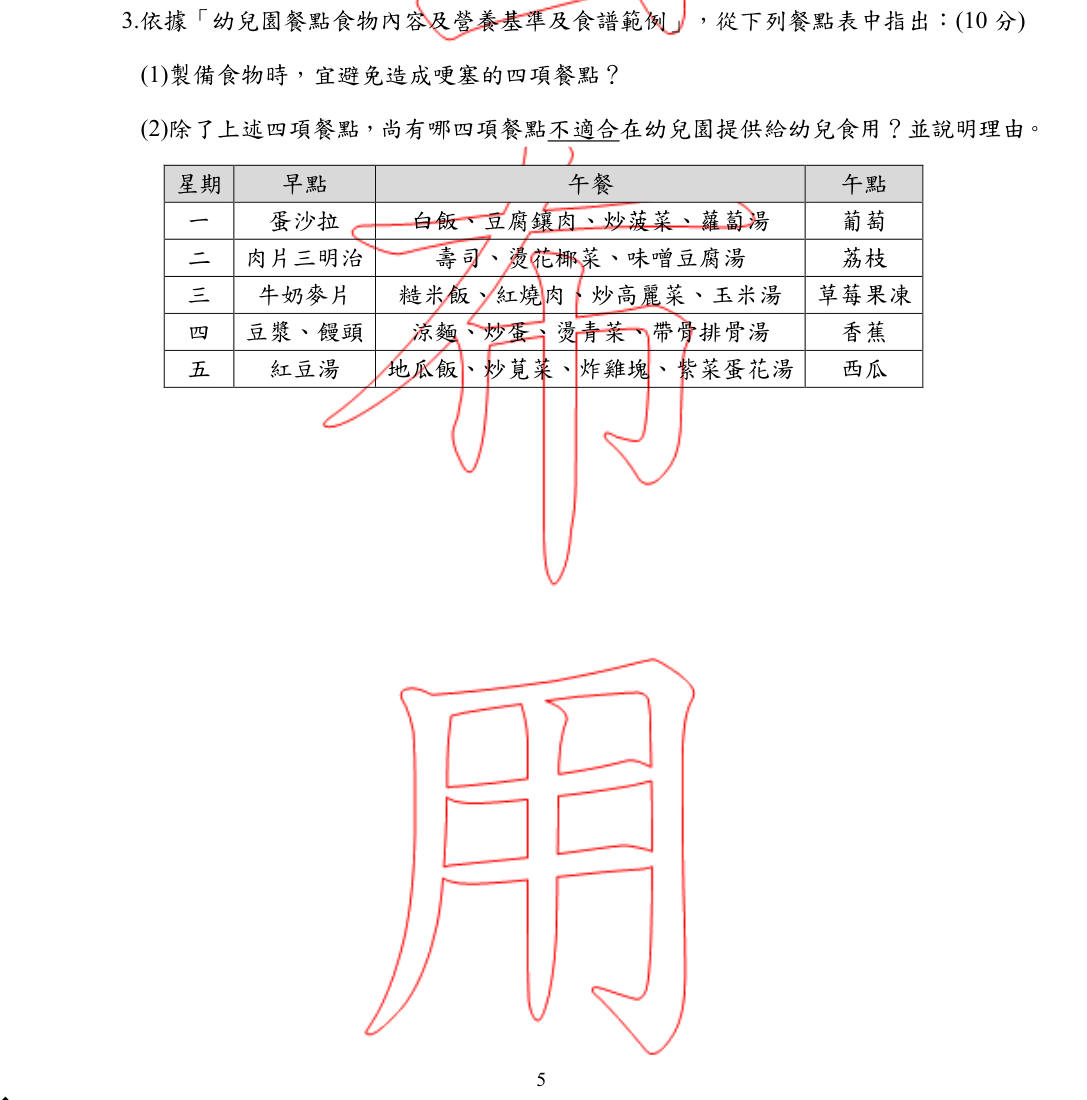 3.依據「幼兒園餐點食物內容及營養基準及食譜範例」，從下列餐點表中指出：(10 分)
(1)製備食物時，宜避免造成哽塞的四項餐點？
(2)除了上述四項餐點，尚有哪四項餐點不適合在幼兒園提供給幼兒食用？並說明理由。
星期 早點 午餐 午點
一 蛋沙拉 白飯、豆腐鑲肉、炒菠菜、蘿蔔湯 葡萄
二 肉片三明治 壽司、燙花椰菜、味噌豆腐湯 荔枝
三 牛奶麥片 糙米飯、紅燒肉、炒高麗菜、玉米湯 草莓果凍
四 豆漿、饅頭 涼麵、炒蛋、燙青菜、帶骨排骨湯 香蕉
五 紅豆湯 地瓜飯、炒莧菜、炸雞塊、紫菜蛋花湯 西瓜
布
用
5